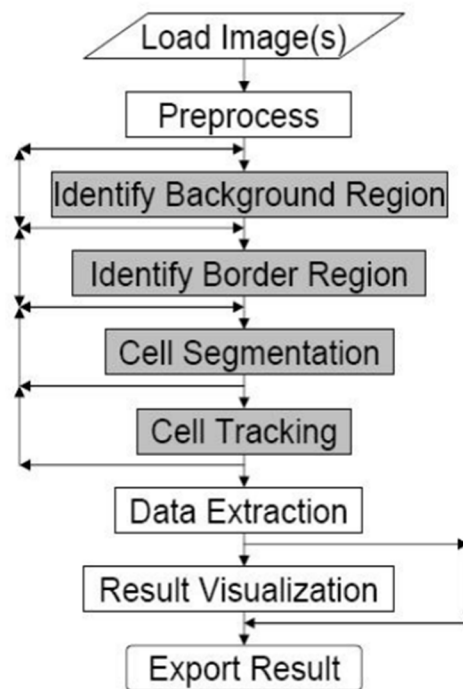 Load Image(s)
Preprocess
Identify Background Region
Identify Border Region
Cell Segmentation
Cell Tracking
Data Extraction
Result Visualization
Export Result